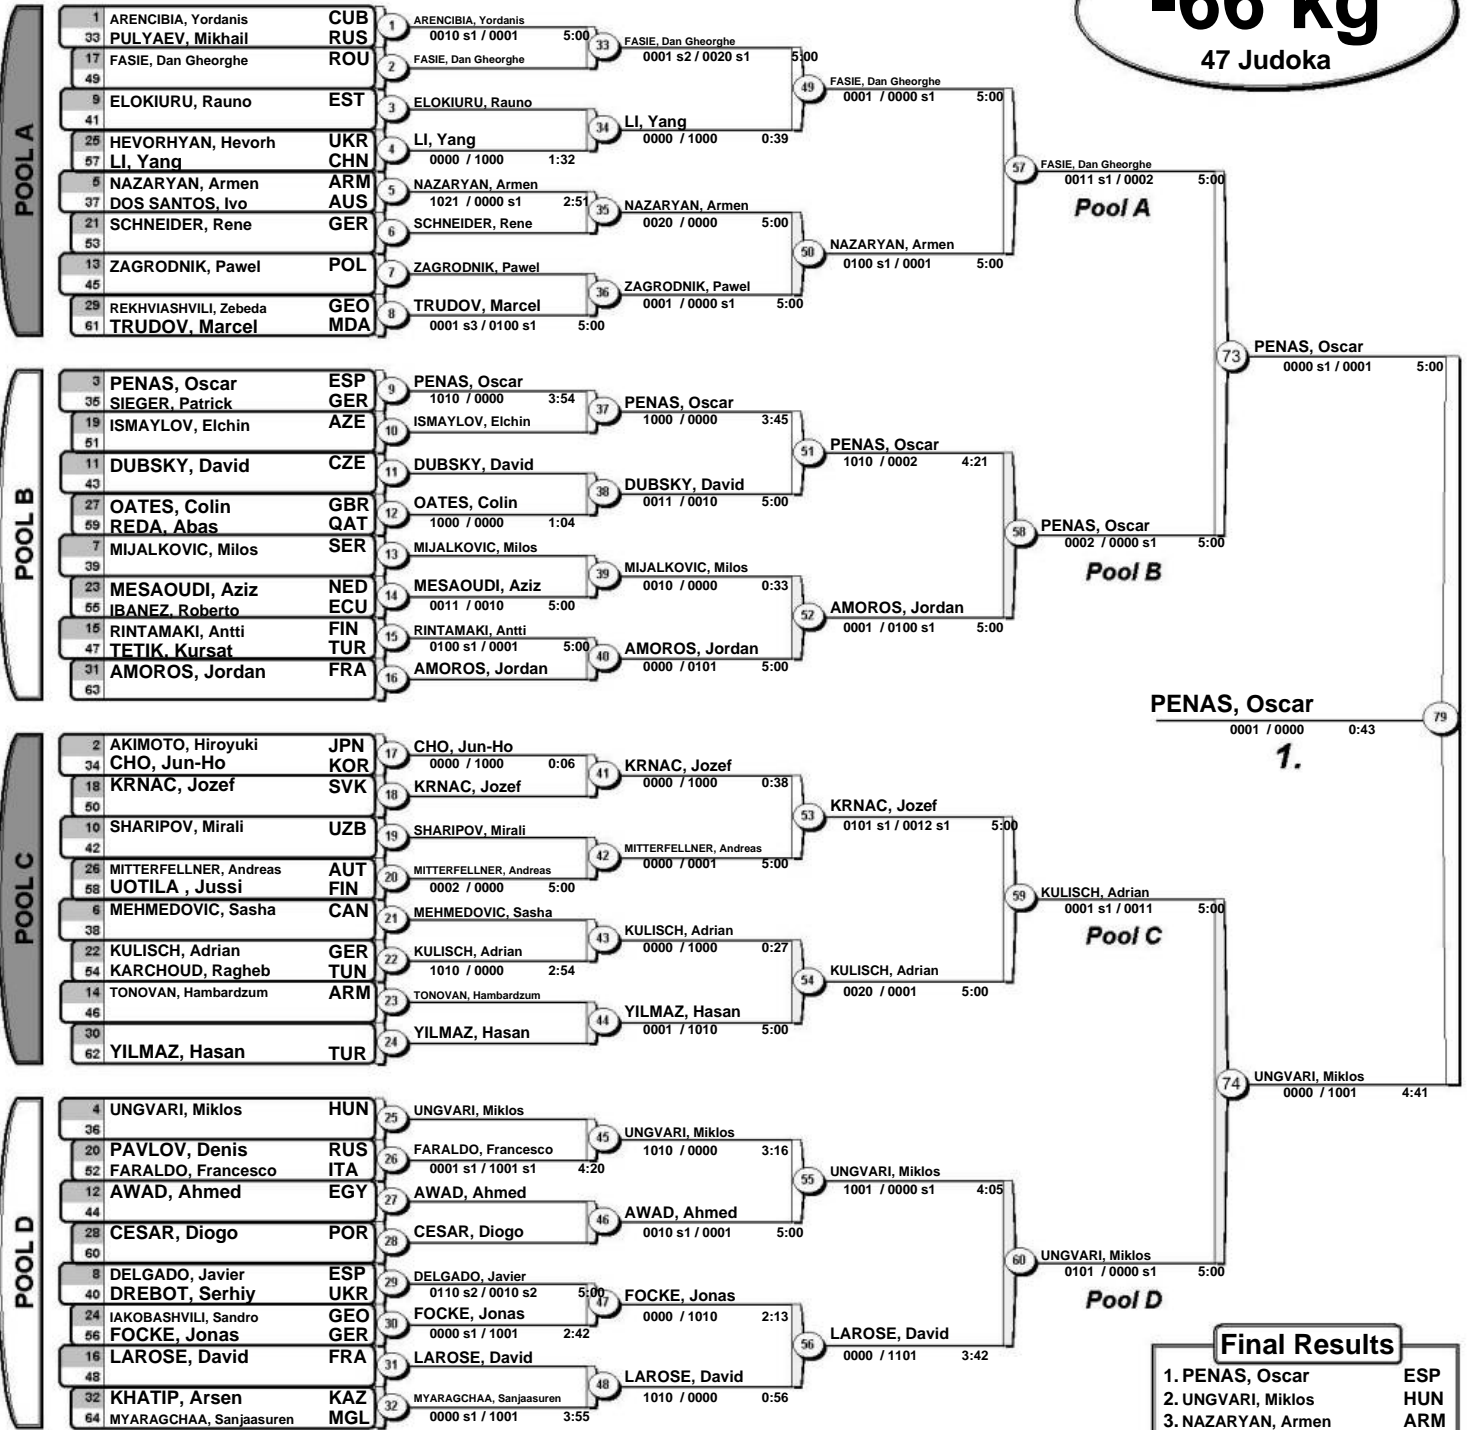 -66 kg
47 Judoka
POOL A
1 ARENCIBIA, Yordanis CUB
33 PULYAEV, Mikhail RUS
17 FASIE, Dan Gheorghe ROU
49
9 ELOKIURU, Rauno EST
41
25 HEVORHYAN, Hevorh UKR
57 LI, Yang CHN
5 NAZARYAN, Armen ARM
37 DOS SANTOS, Ivo AUS
21 SCHNEIDER, Rene GER
53
13 ZAGRODNIK, Pawel POL
45
29 REKHVIASHVILI, Zebeda GEO
61 TRUDOV, Marcel MDA
1 ARENCIBIA, Yordanis
0010 s1 / 0001 5:00
2 FASIE, Dan Gheorghe
3 ELOKIURU, Rauno
4 LI, Yang
0000 / 1000 1:32
5 NAZARYAN, Armen
1021 / 0000 s1 2:51
6 SCHNEIDER, Rene
7 ZAGRODNIK, Pawel
8 TRUDOV, Marcel
0001 s3 / 0100 s1 5:00
33 FASIE, Dan Gheorghe
0001 s2 / 0020 s1 5:00
34 LI, Yang
0000 / 1000 0:39
35 NAZARYAN, Armen
0020 / 0000 5:00
36 ZAGRODNIK, Pawel
0001 / 0000 s1 5:00
49 FASIE, Dan Gheorghe
0001 / 0000 s1 5:00
50 NAZARYAN, Armen
0100 s1 / 0001 5:00
57 FASIE, Dan Gheorghe
0011 s1 / 0002 5:00
Pool A
POOL B
3 PENAS, Oscar ESP
35 SIEGER, Patrick GER
19 ISMAYLOV, Elchin AZE
51
11 DUBSKY, David CZE
43
27 OATES, Colin GBR
59 REDA, Abas QAT
7 MIJALKOVIC, Milos SER
39
23 MESAOUDI, Aziz NED
55 IBANEZ, Roberto ECU
15 RINTAMAKI, Antti FIN
47 TETIK, Kursat TUR
31 AMOROS, Jordan FRA
63
9 PENAS, Oscar
1010 / 0000 3:54
10 ISMAYLOV, Elchin
11 DUBSKY, David
12 OATES, Colin
1000 / 0000 1:04
13 MIJALKOVIC, Milos
14 MESAOUDI, Aziz
0011 / 0010 5:00
15 RINTAMAKI, Antti
0100 s1 / 0001 5:00
16 AMOROS, Jordan
37 PENAS, Oscar
1000 / 0000 3:45
38 DUBSKY, David
0011 / 0010 5:00
39 MIJALKOVIC, Milos
0010 / 0000 0:33
40 AMOROS, Jordan
0000 / 0101 5:00
51 PENAS, Oscar
1010 / 0002 4:21
52 AMOROS, Jordan
0001 / 0100 s1 5:00
58 PENAS, Oscar
0002 / 0000 s1 5:00
Pool B
73 PENAS, Oscar
0000 s1 / 0001 5:00
PENAS, Oscar 79
0001 / 0000 0:43
1.
POOL C
2 AKIMOTO, Hiroyuki JPN
34 CHO, Jun-Ho KOR
18 KRNAC, Jozef SVK
50
10 SHARIPOV, Mirali UZB
42
26 MITTERFELLNER, Andreas AUT
58 UOTILA , Jussi FIN
6 MEHMEDOVIC, Sasha CAN
38
22 KULISCH, Adrian GER
54 KARCHOUD, Ragheb TUN
14 TONOVAN, Hambardzum ARM
46
30
62 YILMAZ, Hasan TUR
17 CHO, Jun-Ho
0000 / 1000 0:06
18 KRNAC, Jozef
19 SHARIPOV, Mirali
20 MITTERFELLNER, Andreas
0002 / 0000 5:00
21 MEHMEDOVIC, Sasha
22 KULISCH, Adrian
1010 / 0000 2:54
23 TONOVAN, Hambardzum
24 YILMAZ, Hasan
41 KRNAC, Jozef
0000 / 1000 0:38
42 MITTERFELLNER, Andreas
0000 / 0001 5:00
43 KULISCH, Adrian
0000 / 1000 0:27
44 YILMAZ, Hasan
0001 / 1010 5:00
53 KRNAC, Jozef
0101 s1 / 0012 s1 5:00
54 KULISCH, Adrian
0020 / 0001 5:00
59 KULISCH, Adrian
0001 s1 / 0011 5:00
Pool C
74 UNGVARI, Miklos
0000 / 1001 4:41
POOL D
4 UNGVARI, Miklos HUN
36
20 PAVLOV, Denis RUS
52 FARALDO, Francesco ITA
12 AWAD, Ahmed EGY
44
28 CESAR, Diogo POR
60
8 DELGADO, Javier ESP
40 DREBOT, Serhiy UKR
24 IAKOBASHVILI, Sandro GEO
56 FOCKE, Jonas GER
16 LAROSE, David FRA
48
32 KHATIP, Arsen KAZ
64 MYARAGCHAA, Sanjaasuren MGL
25 UNGVARI, Miklos
26 FARALDO, Francesco
0001 s1 / 1001 s1 4:20
27 AWAD, Ahmed
28 CESAR, Diogo
29 DELGADO, Javier
0110 s2 / 0010 s2 5:00
30 FOCKE, Jonas
0000 s1 / 1001 2:42
31 LAROSE, David
32 MYARAGCHAA, Sanjaasuren
0000 s1 / 1001 3:55
45 UNGVARI, Miklos
1010 / 0000 3:16
46 AWAD, Ahmed
0010 s1 / 0001 5:00
47 FOCKE, Jonas
0000 / 1010 2:13
48 LAROSE, David
1010 / 0000 0:56
55 UNGVARI, Miklos
1001 / 0000 s1 4:05
56 LAROSE, David
0000 / 1101 3:42
60 UNGVARI, Miklos
0101 / 0000 s1 5:00
Pool D
Final Results
1. PENAS, Oscar ESP
2. UNGVARI, Miklos HUN
3. NAZARYAN, Armen ARM